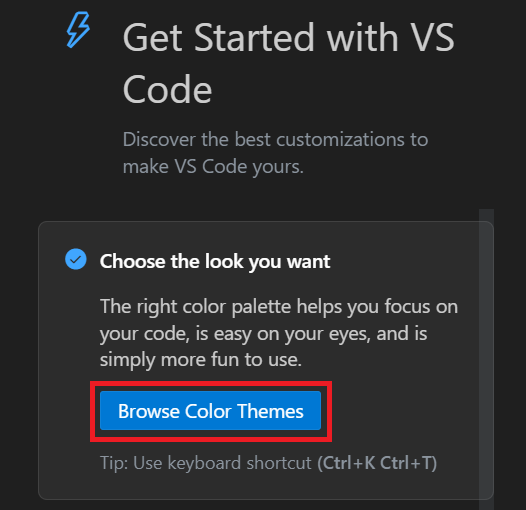 Get Started with VS
Code
Discover the best customizations to
make VS Code yours.
Choose the look you want
The right color palette helps you focus on
your code, is easy on your eyes, and is
simply more fun to use.
Browse Color Themes
Tip: Use keyboard shortcut (Ctrl+K Ctrl+T)